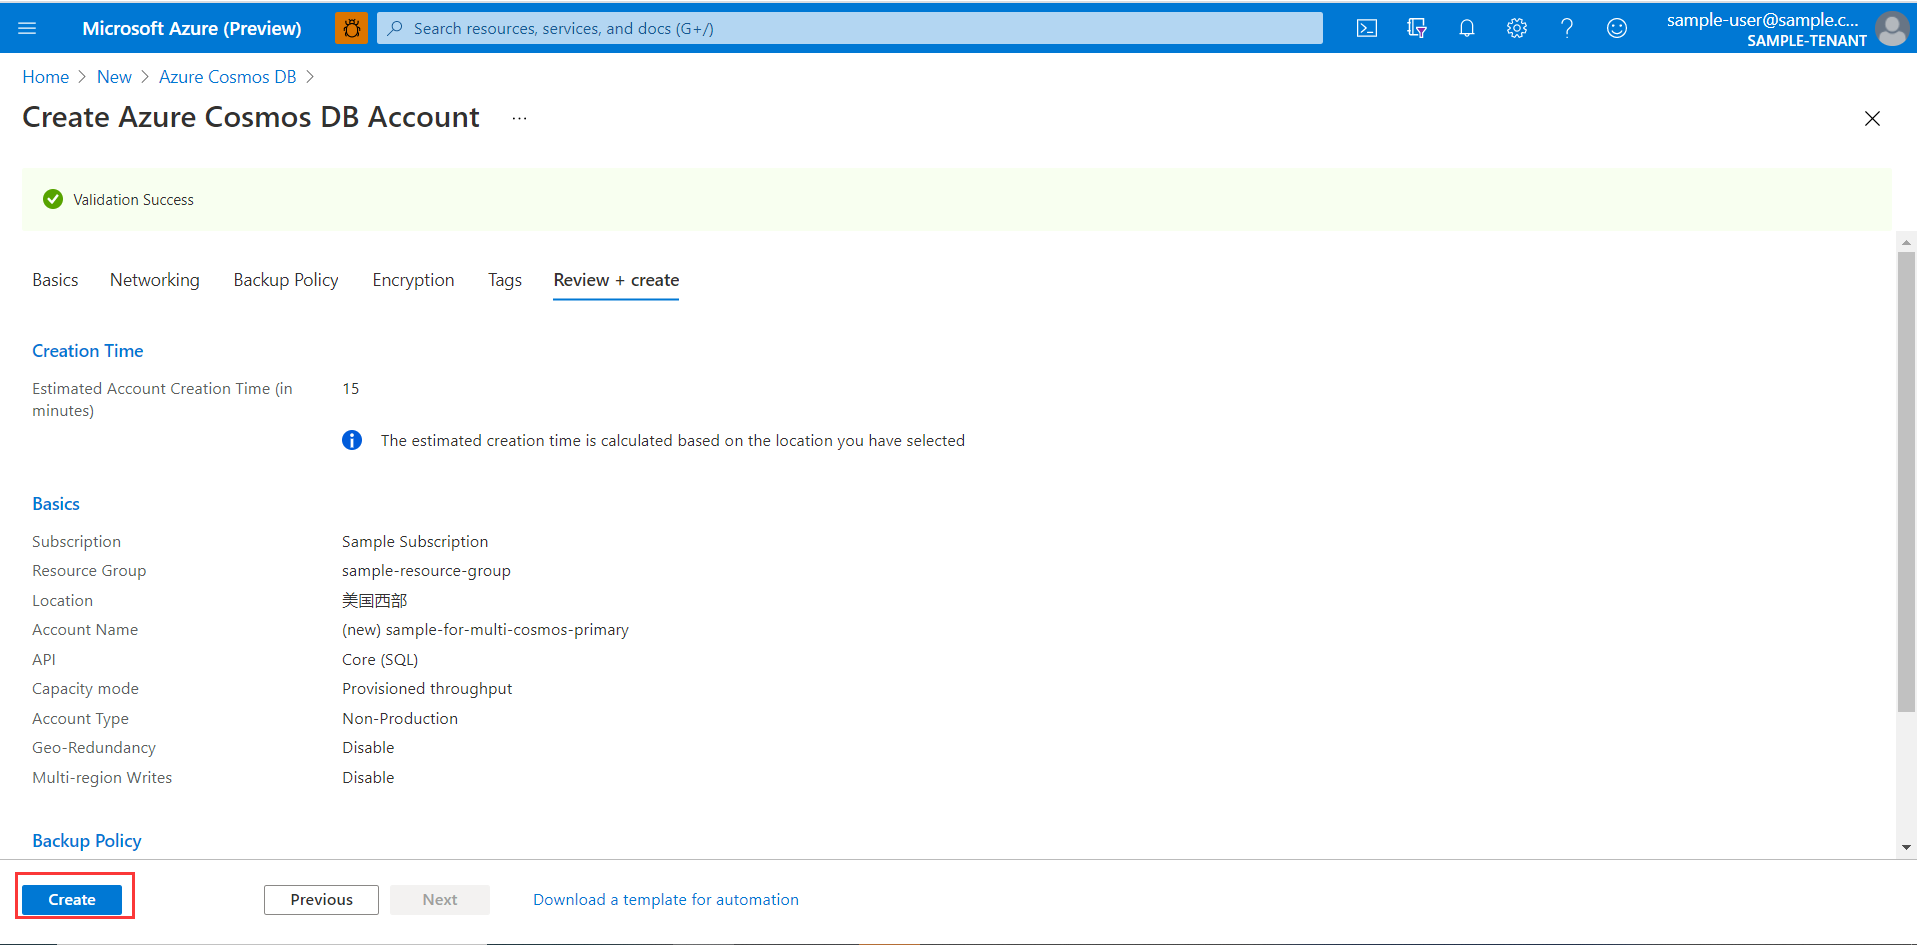 Microsoft Azure (Preview)
Search resources, services, and docs (G+/)
sample-user@sample.c...
SAMPLE-TENANT
Home > New > Azure Cosmos DB >
Create Azure Cosmos DB Account ...
Validation Success
Basics Networking Backup Policy Encryption Tags Review + create
Creation Time
Estimated Account Creation Time (in
minutes)
15
The estimated creation time is calculated based on the location you have selected
Basics
Subscription Sample Subscription
Resource Group sample-resource-group
Location 美国西部
Account Name (new) sample-for-multi-cosmos-primary
API Core (SQL)
Capacity mode Provisioned throughput
Account Type Non-Production
Geo-Redundancy Disable
Multi-region Writes Disable
Backup Policy
Create Previous Next Download a template for automation